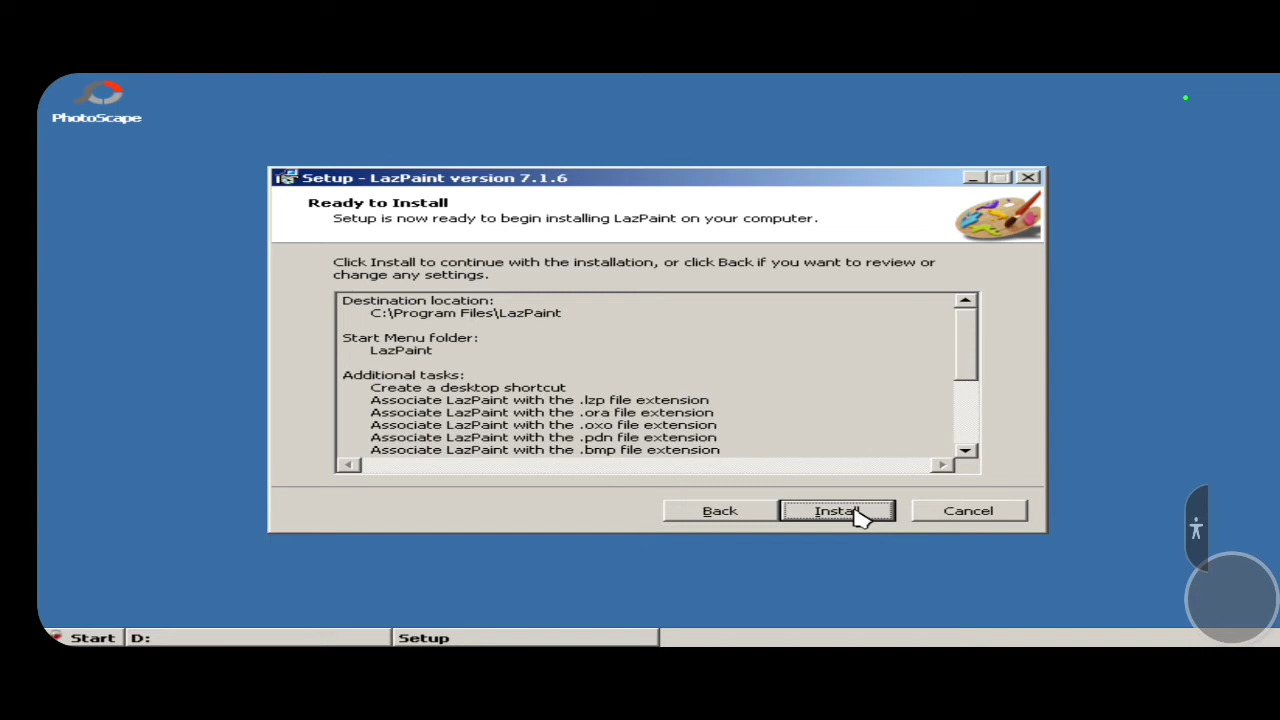 PhotoScape
Setup - LazPaint version 7.1.6
Ready to Install
Setup is now ready to begin installing LazPaint on your computer.
Click Install to continue with the installation, or click Back if you want to review or
change any settings.
Destination location:
C:\Program Files\LazPaint
Start Menu folder:
LazPaint
Additional tasks:
Create a desktop shortcut
Associate LazPaint with the .lzp file extension
Associate LazPaint with the .ora file extension
Associate LazPaint with the .oxo file extension
Associate LazPaint with the .pdn file extension
Associate LazPaint with the .bmp file extension
Back Install Cancel
Start D: Setup